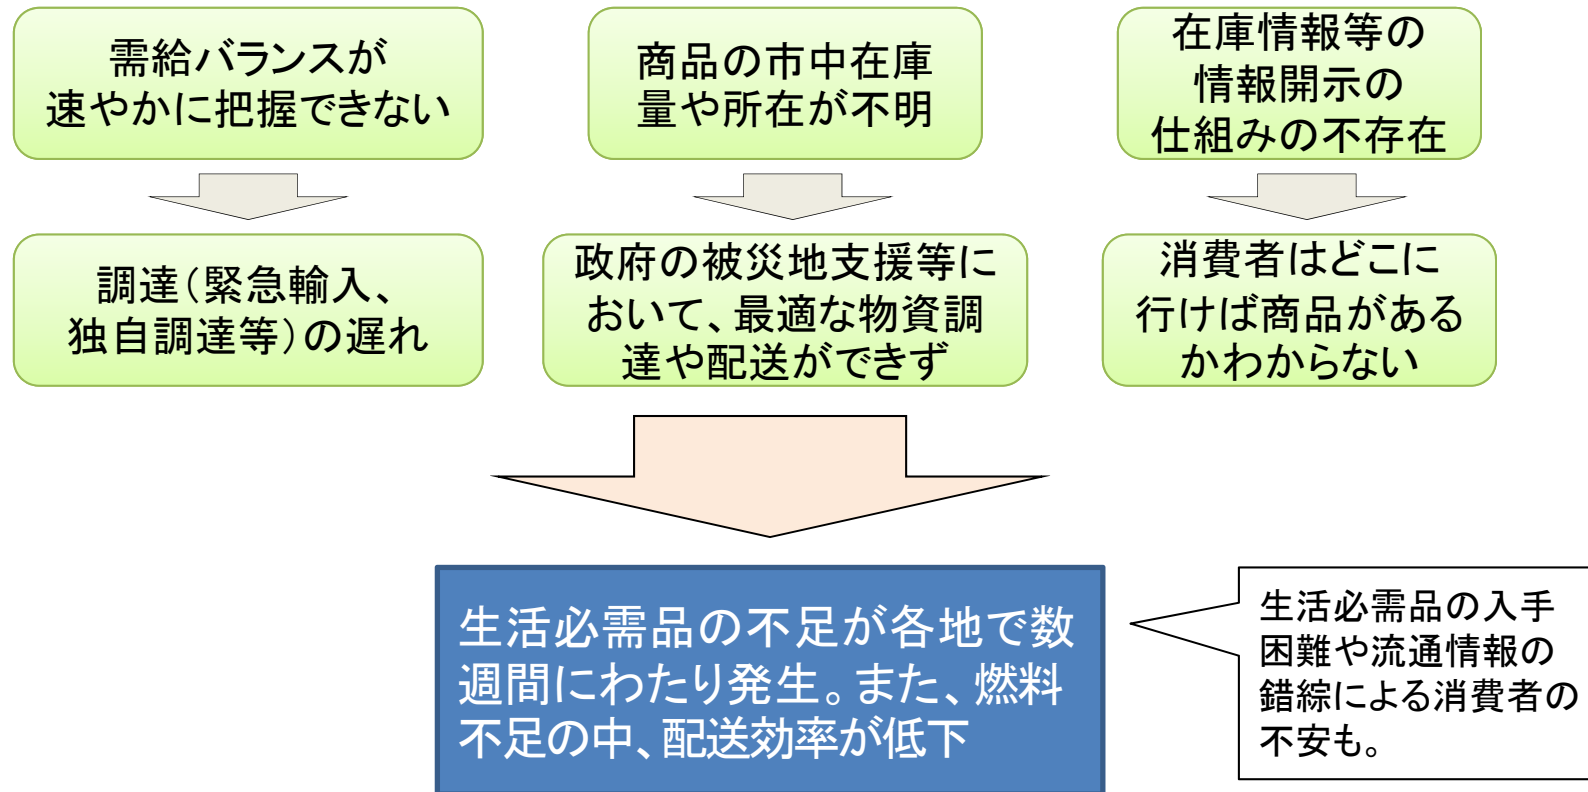 需給バランスが
速やかに把握できない
商品の市中在庫
量や所在が不明
在庫情報等の
情報開示の
仕組みの不存在
調達(緊急輸入、
独自調達等)の遅れ
政府の被災地支援等に
おいて、最適な物資調
達や配送ができず
消費者はどこに
行けば商品がある
かわからない
生活必需品の不足が各地で数
週間にわたり発生。また、燃料
不足の中、配送効率が低下
生活必需品の入手
困難や流通情報の
錯綜による消費者の
不安も。